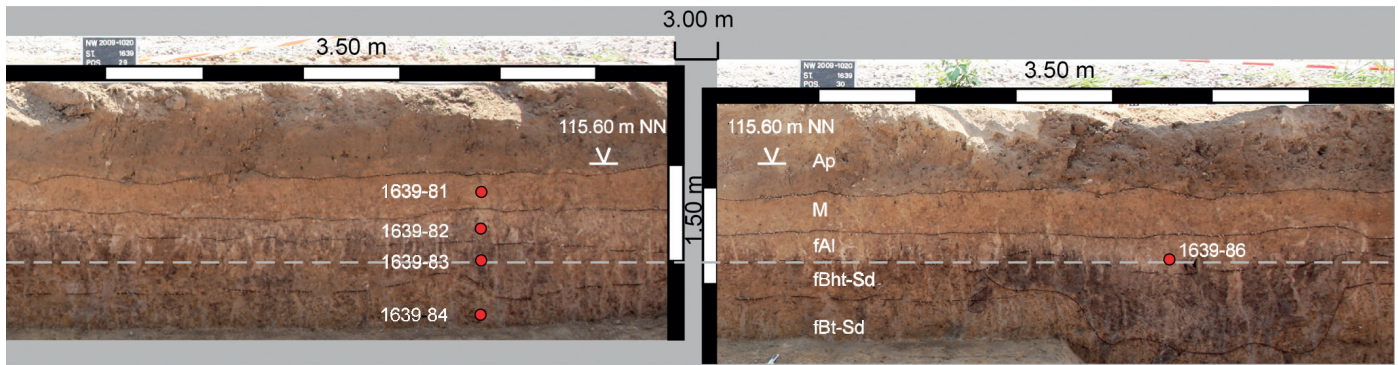 3.00 m
3.50 m
NW 2009-1020
ST. 1639
POS. 29
115.60 m NN
1639-81
1639-82
1639-83
1639-84
1.50 m
3.50 m
NW 2009-1020
ST. 1639
POS. 30
115.60 m NN
Ap
M
fAl
fBht-Sd
fBt-Sd
1639-86